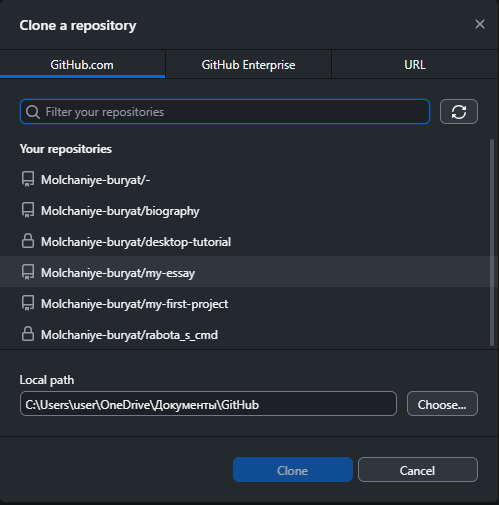 Clone a repository
GitHub.com GitHub Enterprise URL
Filter your repositories
Your repositories
Molchaniye-buryat/-
Molchaniye-buryat/biography
Molchaniye-buryat/desktop-tutorial
Molchaniye-buryat/my-essay
Molchaniye-buryat/my-first-project
Molchaniye-buryat/rabota_s_cmd
Local path
C:\Users\user\OneDrive\Документы\GitHub Choose...
Clone Cancel